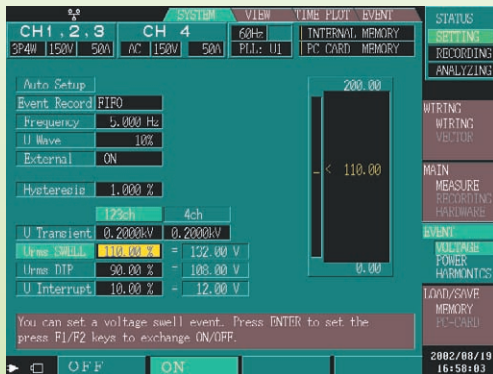 SYSTEM VIEW TIME PLOT EVENT
CH1,2,3 CH 4 60Hz INTERNAL MEMORY
3P4W 150V 50A AC 150V 50A PLL: U1 PC CARD MEMORY
STATUS
SETTING
RECORDING
ANALYZING
Auto Setup
Event Record FIFO
Frequency 5.000 Hz
U Wave 10%
External ON
Hysteresis 1.000 %
123ch 4ch
U Transient 0.2000kV 0.2000kV
Urms SWELL 110.00 % = 132.00 V
Urms DIP 90.00 % = 108.00 V
U Interrupt 10.00 % = 12.00 V
200.00
< 110.00
0.00
WIRING
WIRING
VECTOR
MAIN
MEASURE
RECORDING
HARDWARE
EVENT
VOLTAGE
POWER
HARMONICS
LOAD/SAVE
MEMORY
PC-CARD
You can set a voltage swell event. Press ENTER to set the
press F1/F2 keys to exchange ON/OFF.
OFF ON
2002/08/19
16:58:03